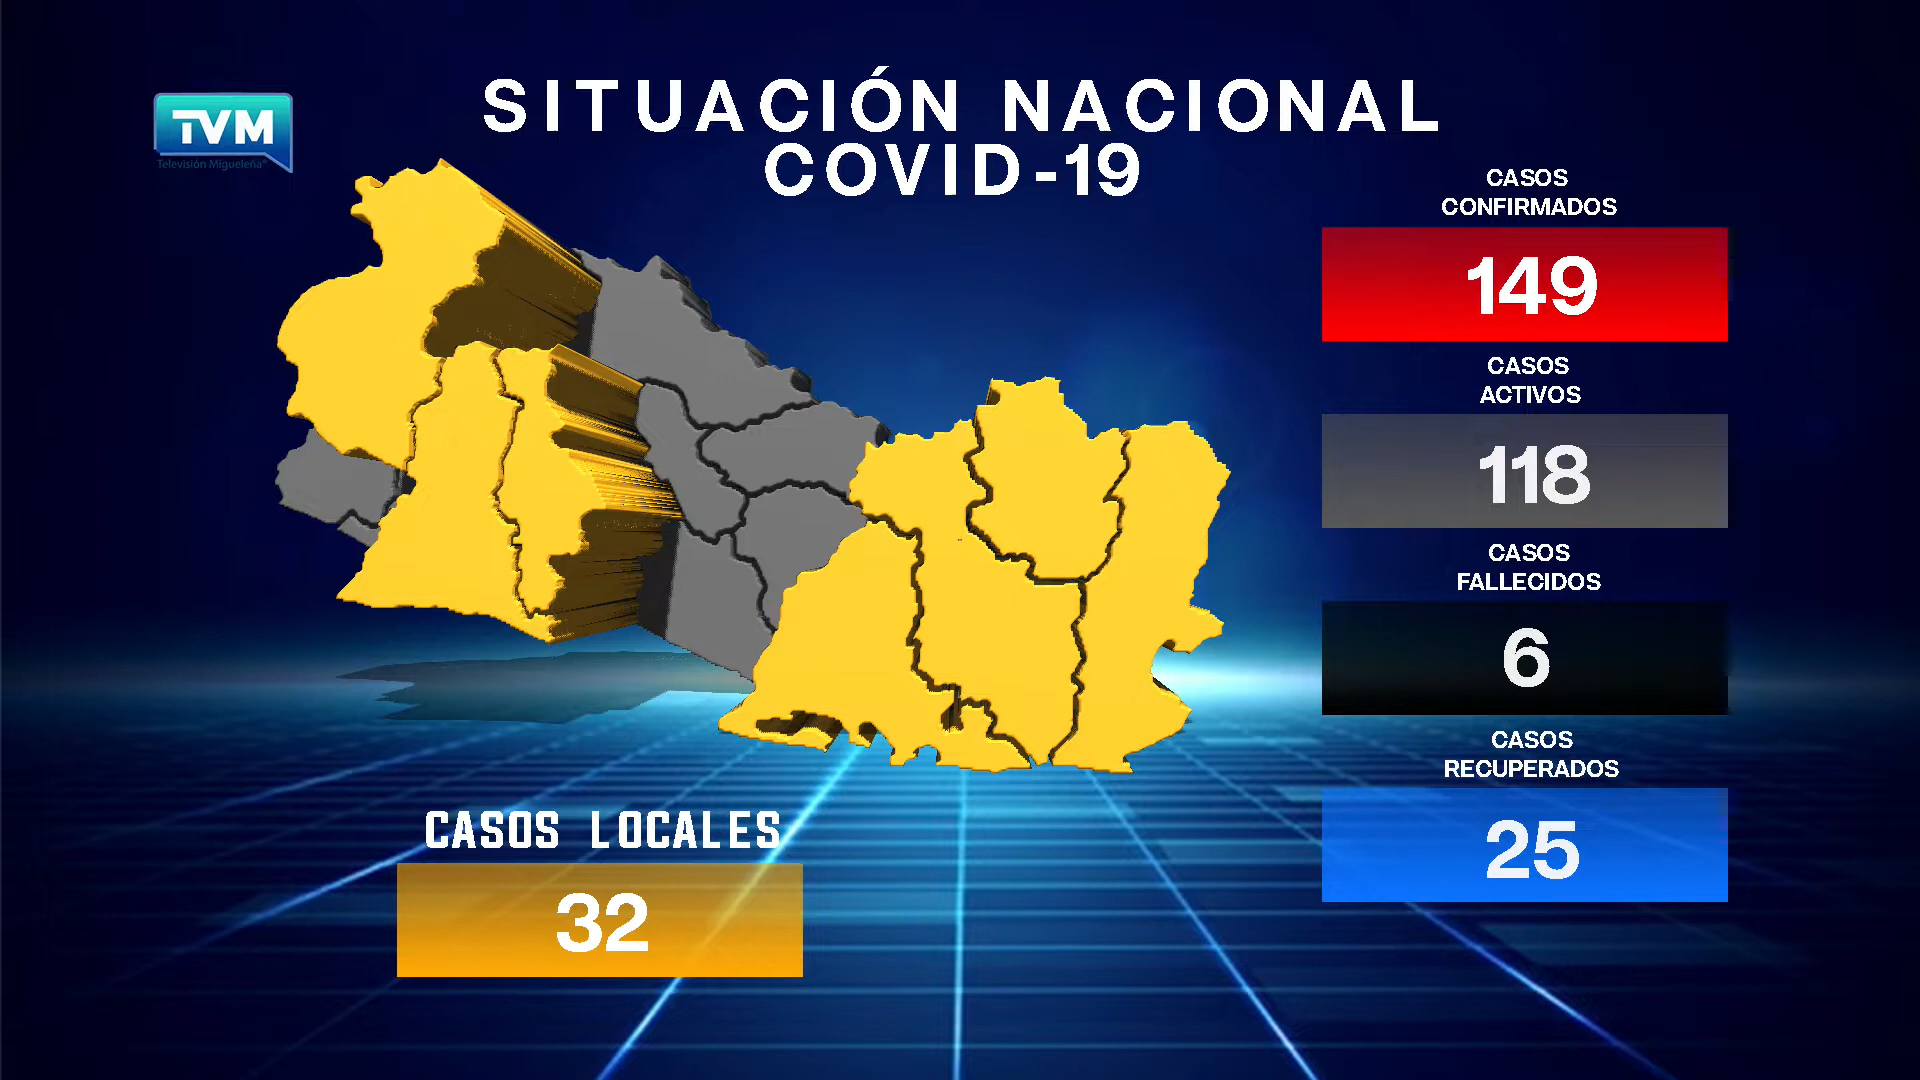 SITUACIÓN NACIONAL
COVID-19
TVM
Televisión Migueleña®
CASOS
CONFIRMADOS
149
CASOS
ACTIVOS
118
CASOS
FALLECIDOS
6
CASOS
RECUPERADOS
25
CASOS LOCALES
32